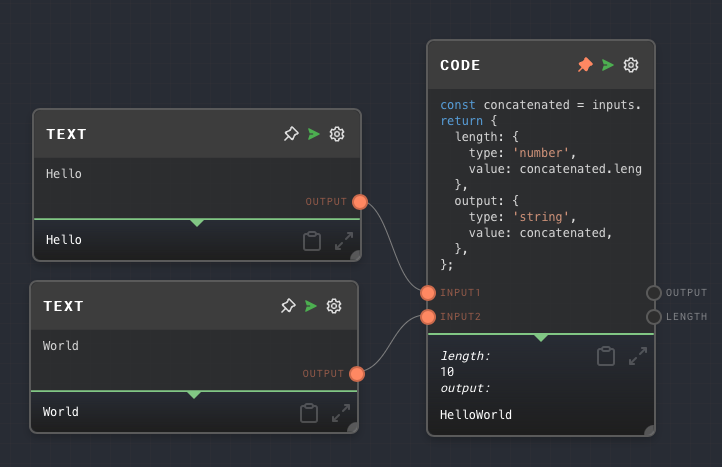 TEXT
Hello
OUTPUT
Hello
TEXT
World
OUTPUT
World
CODE
const concatenated = inputs.
return {
  length: {
    type: 'number',
    value: concatenated.leng
  },
  output: {
    type: 'string',
    value: concatenated,
  },
};
INPUT1 OUTPUT
INPUT2 LENGTH
length:
10
output:
HelloWorld